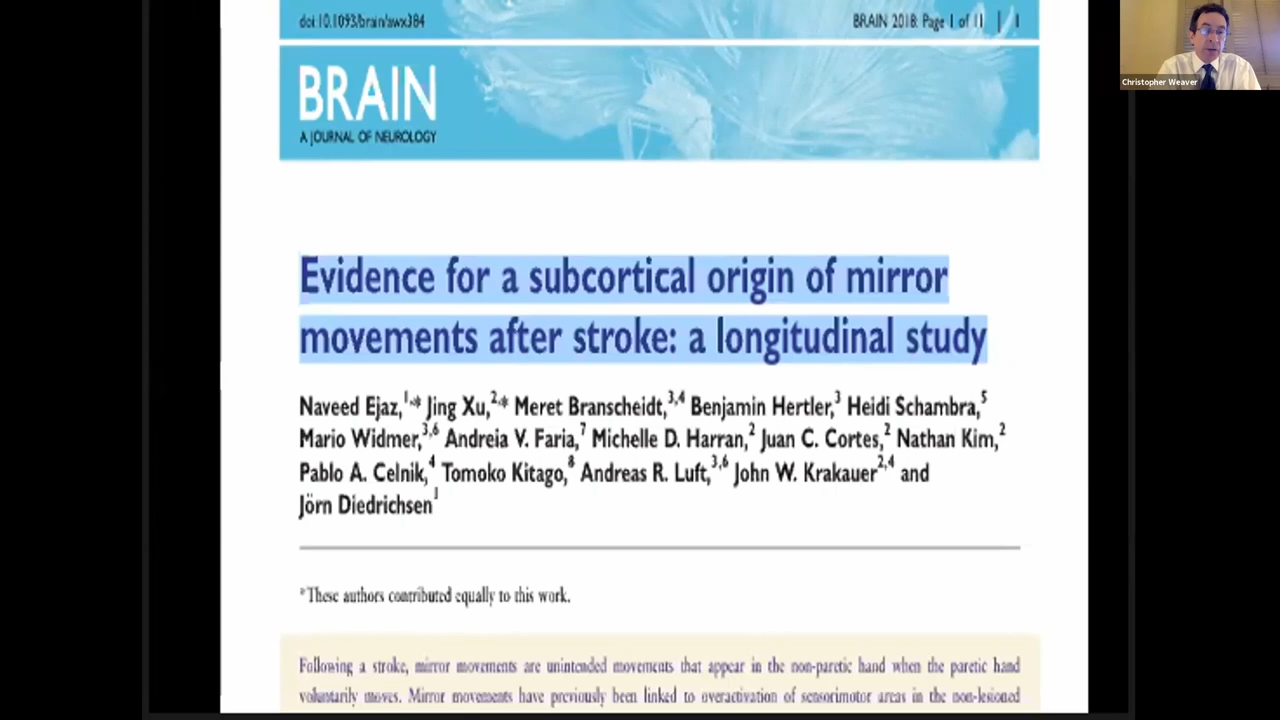 doi:10.1093/brain/awx384
BRAIN 2018: Page 1 of 11 | 1
BRAIN
A JOURNAL OF NEUROLOGY
Christopher Weaver
Evidence for a subcortical origin of mirror
movements after stroke: a longitudinal study
Naveed Ejaz,1,* Jing Xu,2,* Meret Branscheidt,3,4 Benjamin Hertler,3 Heidi Schambra,5
Mario Widmer,3,6 Andreia V. Faria,7 Michelle D. Harran,2 Juan C. Cortes,2 Nathan Kim,2
Pablo A. Celnik,4 Tomoko Kitago,8 Andreas R. Luft,3,6 John W. Krakauer2,4 and
Jörn Diedrichsen1
*These authors contributed equally to this work.
Following a stroke, mirror movements are unintended movements that appear in the non-paretic hand when the paretic hand
voluntarily moves. Mirror movements have previously been linked to overactivation of sensorimotor areas in the non-lesioned